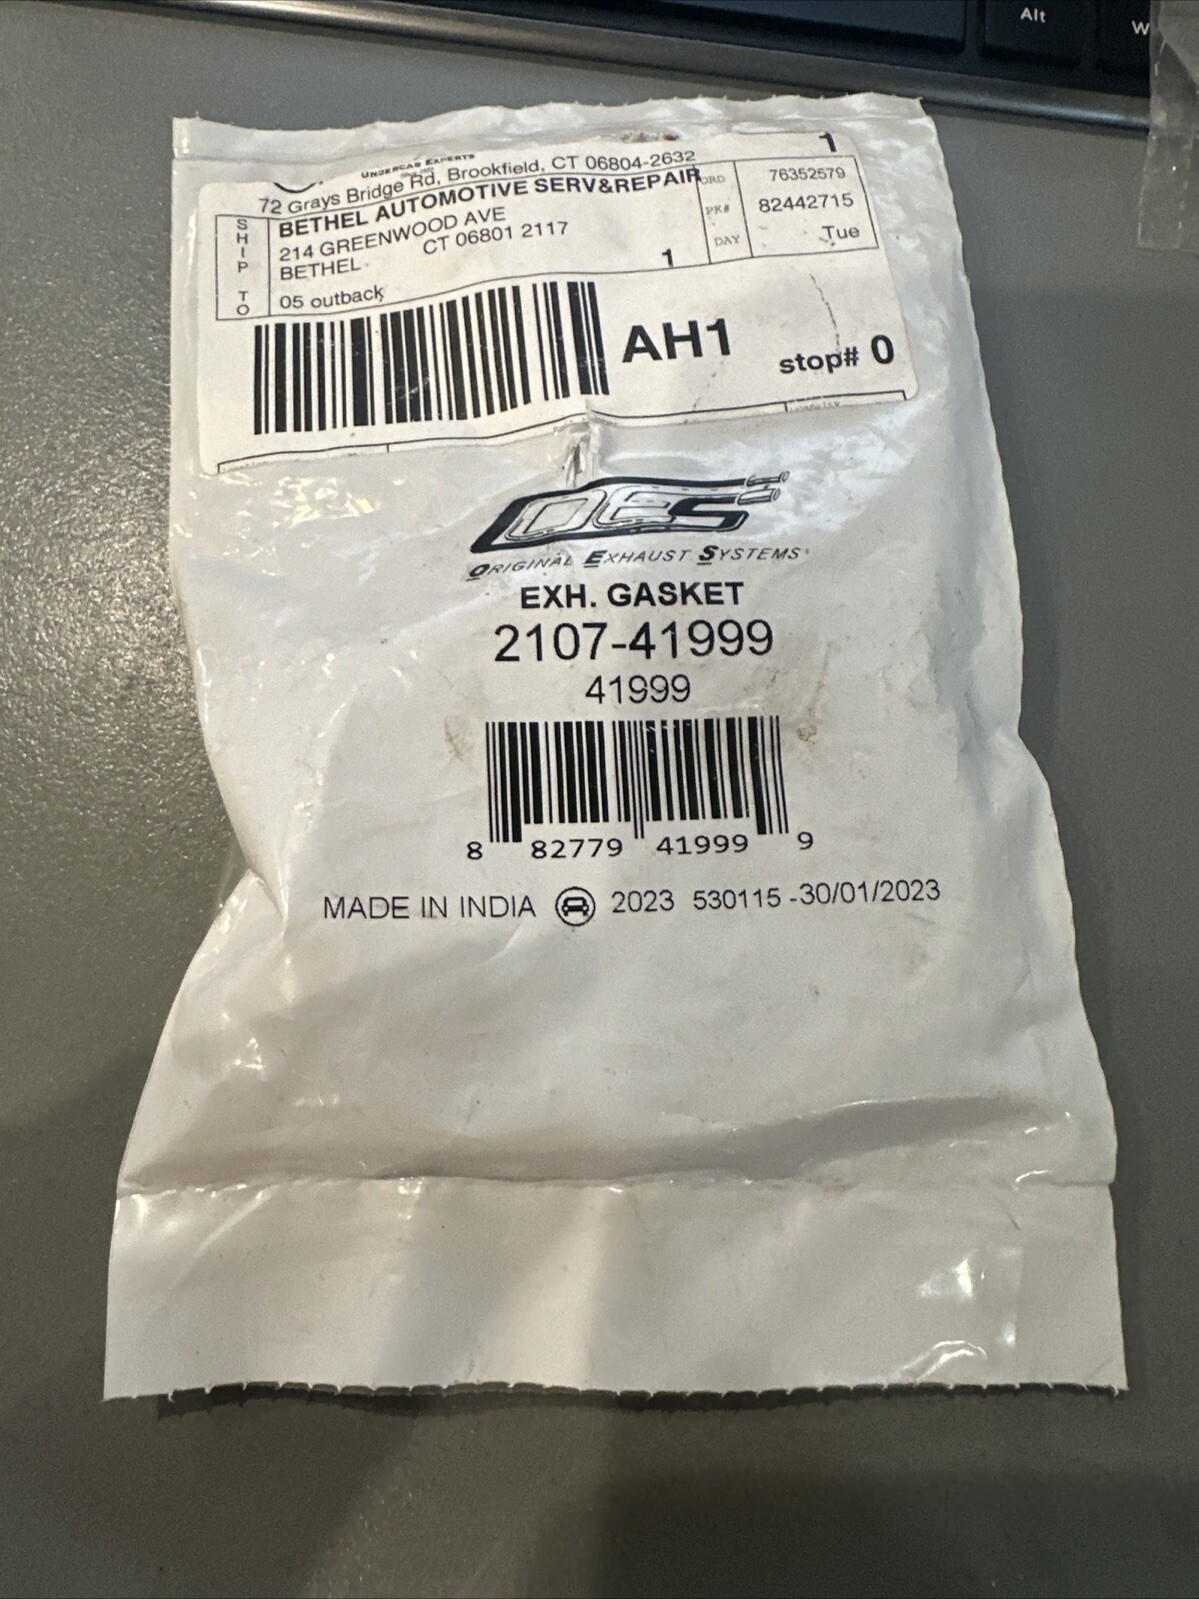 Alt
W
1
UNDERCAR EXPERTS
72 Grays Bridge Rd, Brookfield, CT 06804-2632
SHIP TO
BETHEL AUTOMOTIVE SERV&REPAIR
214 GREENWOOD AVE
BETHEL CT 06801 2117
05 outback
1
ORD 76352579
PK# 82442715
DAY Tue
AH1
stop# 0
OES
ORIGINAL EXHAUST SYSTEMS
EXH. GASKET
2107-41999
41999
8 82779 41999 9
MADE IN INDIA 2023 530115 -30/01/2023